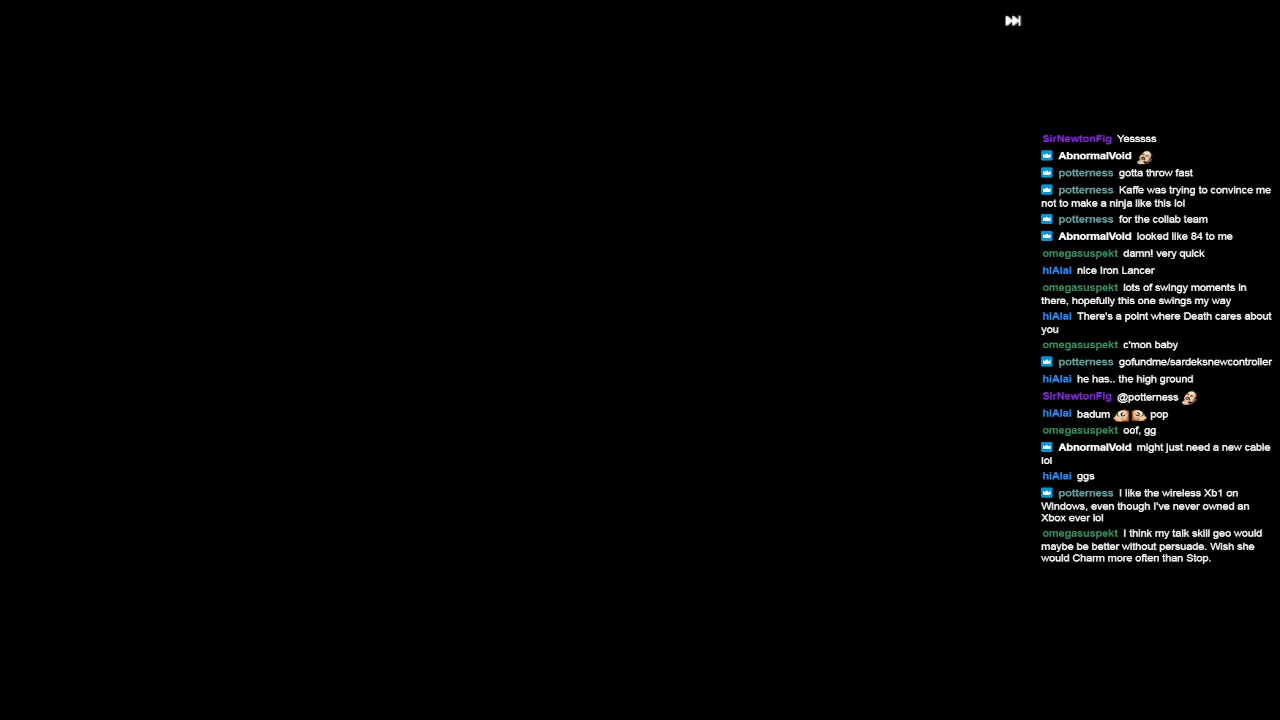 SirNewtonFig Yesssss
AbnormalVoid
potterness gotta throw fast
potterness Kaffe was trying to convince me
not to make a ninja like this lol
potterness for the collab team
AbnormalVoid looked like 84 to me
omegasuspekt damn! very quick
hiAlai nice Iron Lancer
omegasuspekt lots of swingy moments in
there, hopefully this one swings my way
hiAlai There's a point where Death cares about
you
omegasuspekt c'mon baby
potterness gofundme/sardeksnewcontroller
hiAlai he has.. the high ground
SirNewtonFig @potterness
hiAlai badum pop
omegasuspekt oof, gg
AbnormalVoid might just need a new cable
lol
hiAlai ggs
potterness I like the wireless Xb1 on
Windows, even though I've never owned an
Xbox ever lol
omegasuspekt I think my talk skill geo would
maybe be better without persuade. Wish she
would Charm more often than Stop.